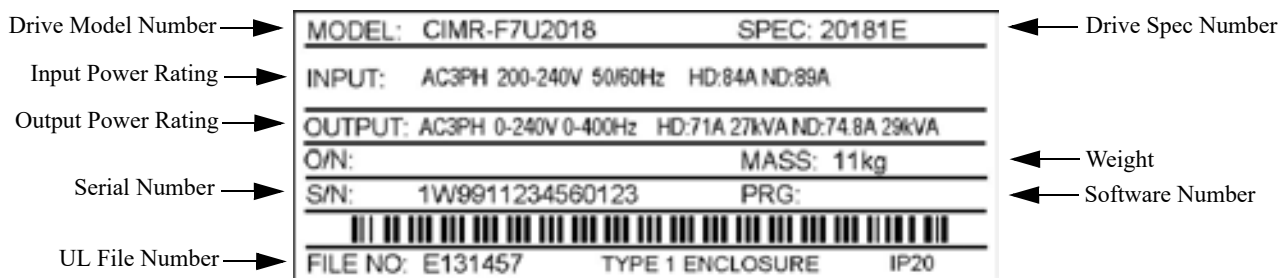 Drive Model Number MODEL: CIMR-F7U2018 SPEC: 20181E Drive Spec Number
Input Power Rating INPUT: AC3PH 200-240V 50/60Hz HD:84A ND:89A
Output Power Rating OUTPUT: AC3PH 0-240V 0-400Hz HD:71A 27kVA ND:74.8A 29kVA
O/N: MASS: 11kg Weight
Serial Number S/N: 1W9911234560123 PRG: Software Number
UL File Number FILE NO: E131457 TYPE 1 ENCLOSURE IP20